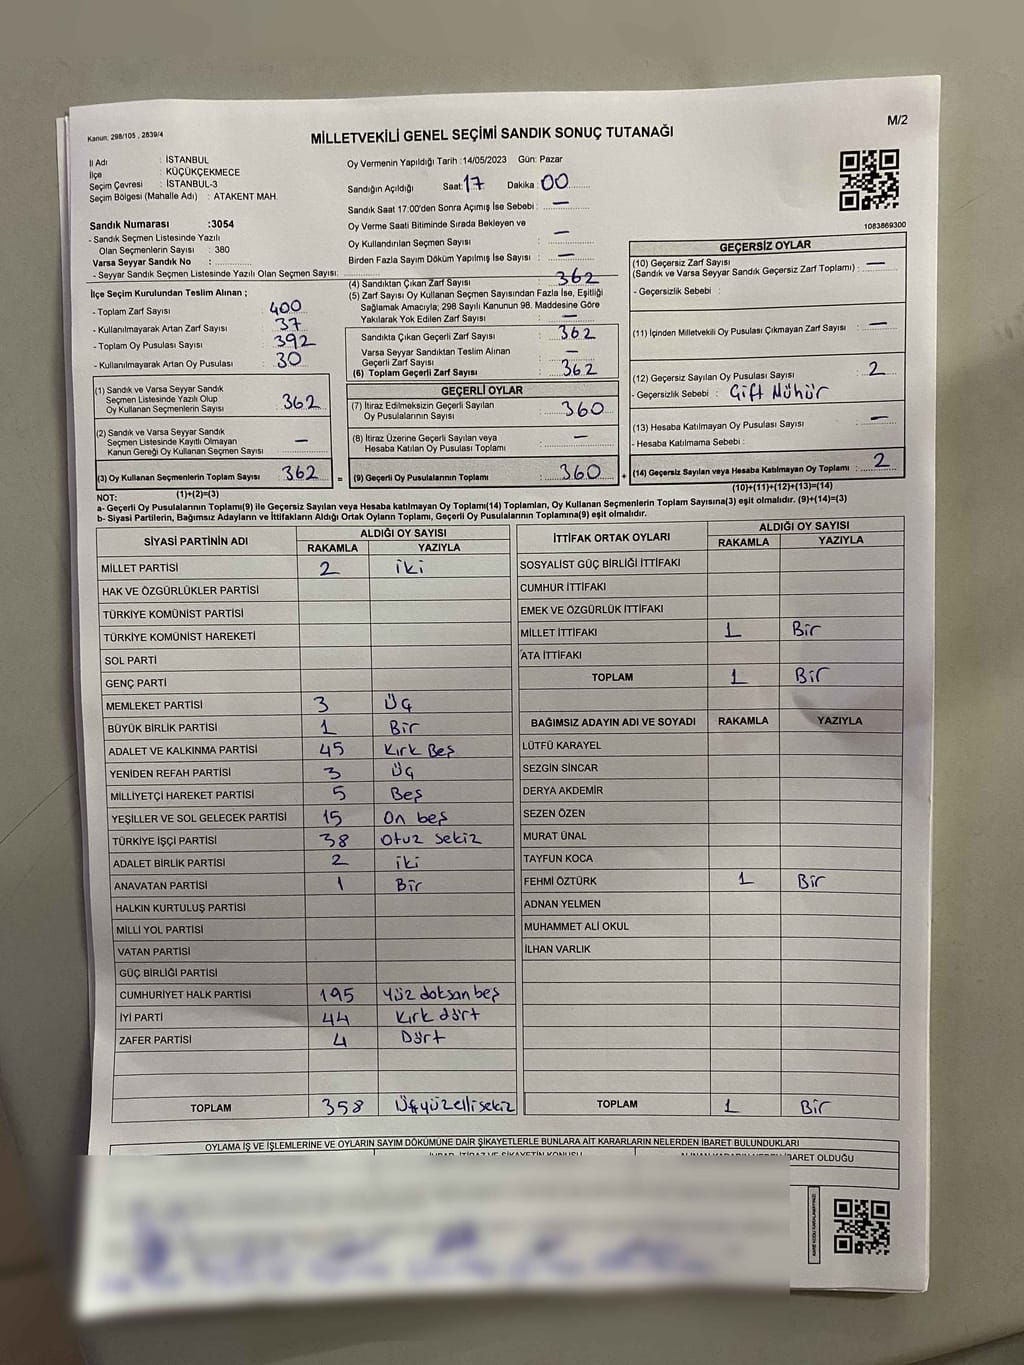 Kanun: 298/105 , 2839/4
MİLLETVEKİLİ GENEL SEÇİMİ SANDIK SONUÇ TUTANAĞI
M/2
İl Adı : İSTANBUL
İlçe : KÜÇÜKÇEKMECE
Seçim Çevresi : İSTANBUL-3
Seçim Bölgesi (Mahalle Adı) : ATAKENT MAH.
Sandık Numarası :3054
- Sandık Seçmen Listesinde Yazılı
Olan Seçmenlerin Sayısı : 380
Varsa Seyyar Sandık No :
- Seyyar Sandık Seçmen Listesinde Yazılı Olan Seçmen Sayısı:
Oy Vermenin Yapıldığı Tarih :14/05/2023 Gün: Pazar
Sandığın Açıldığı Saat: 17 Dakika: 00
Sandık Saat 17:00'den Sonra Açımış İse Sebebi : —
Oy Verme Saati Bitiminde Sırada Bekleyen ve
Oy Kullandırılan Seçmen Sayısı : —
Birden Fazla Sayım Döküm Yapılmış İse Sayısı : —
1083869300
İlçe Seçim Kurulundan Teslim Alınan ;
- Toplam Zarf Sayısı : 400
- Kullanılmayarak Artan Zarf Sayısı : 37
- Toplam Oy Pusulası Sayısı : 392
- Kullanılmayarak Artan Oy Pusulası : 30
(1) Sandık ve Varsa Seyyar Sandık
Seçmen Listesinde Yazılı Olup
Oy Kullanan Seçmenlerin Sayısı : 362
(2) Sandık ve Varsa Seyyar Sandık
Seçmen Listesinde Kayıtlı Olmayan
Kanun Gereği Oy Kullanan Seçmen Sayısı : —
(3) Oy Kullanan Seçmenlerin Toplam Sayısı : 362
(1)+(2)=(3)
(4) Sandıktan Çıkan Zarf Sayısı : 362
(5) Zarf Sayısı Oy Kullanan Seçmen Sayısından Fazla İse, Eşitliği
Sağlamak Amacıyla; 298 Sayılı Kanunun 98. Maddesine Göre
Yakılarak Yok Edilen Zarf Sayısı : —
Sandıkta Çıkan Geçerli Zarf Sayısı : 362
Varsa Seyyar Sandıktan Teslim Alınan
Geçerli Zarf Sayısı : —
(6) Toplam Geçerli Zarf Sayısı : 362
GEÇERLİ OYLAR
(7) İtiraz Edilmeksizin Geçerli Sayılan
Oy Pusulalarının Sayısı : 360
(8) İtiraz Üzerine Geçerli Sayılan veya
Hesaba Katılan Oy Pusulası Toplamı : —
= (9) Geçerli Oy Pusulalarının Toplamı : 360 +
GEÇERSİZ OYLAR
(10) Geçersiz Zarf Sayısı
(Sandık ve Varsa Seyyar Sandık Geçersiz Zarf Toplamı) : —
- Geçersizlik Sebebi :
(11) İçinden Milletvekili Oy Pusulası Çıkmayan Zarf Sayısı : —
(12) Geçersiz Sayılan Oy Pusulası Sayısı : 2
- Geçersizlik Sebebi : Çift Mühür
(13) Hesaba Katılmayan Oy Pusulası Sayısı : —
- Hesaba Katılmama Sebebi :
(14) Geçersiz Sayılan veya Hesaba Katılmayan Oy Toplamı : 2
(10)+(11)+(12)+(13)=(14)
NOT:
a- Geçerli Oy Pusulalarının Toplamı(9) ile Geçersiz Sayılan veya Hesaba katılmayan Oy Toplamı(14) Toplamları, Oy Kullanan Seçmenlerin Toplam Sayısına(3) eşit olmalıdır. (9)+(14)=(3)
b- Siyasi Partilerin, Bağımsız Adayların ve İttifakların Aldığı Ortak Oyların Toplamı, Geçerli Oy Pusulalarının Toplamına(9) eşit olmalıdır.
SİYASİ PARTİNİN ADI ALDIĞI OY SAYISI
RAKAMLA YAZIYLA
MİLLET PARTİSİ 2 iki
HAK VE ÖZGÜRLÜKLER PARTİSİ
TÜRKİYE KOMÜNİST PARTİSİ
TÜRKİYE KOMÜNİST HAREKETİ
SOL PARTİ
GENÇ PARTİ
MEMLEKET PARTİSİ 3 Üç
BÜYÜK BİRLİK PARTİSİ 1 Bir
ADALET VE KALKINMA PARTİSİ 45 Kırk Beş
YENİDEN REFAH PARTİSİ 3 Üç
MİLLİYETÇİ HAREKET PARTİSİ 5 Beş
YEŞİLLER VE SOL GELECEK PARTİSİ 15 On beş
TÜRKİYE İŞÇİ PARTİSİ 38 Otuz sekiz
ADALET BİRLİK PARTİSİ 2 iki
ANAVATAN PARTİSİ 1 Bir
HALKIN KURTULUŞ PARTİSİ
MİLLİ YOL PARTİSİ
VATAN PARTİSİ
GÜÇ BİRLİĞİ PARTİSİ
CUMHURİYET HALK PARTİSİ 195 Yüz doksan beş
İYİ PARTİ 44 Kırk dört
ZAFER PARTİSİ 4 Dört
TOPLAM 358 Üçyüzellisekiz
İTTİFAK ORTAK OYLARI ALDIĞI OY SAYISI
RAKAMLA YAZIYLA
SOSYALİST GÜÇ BİRLİĞİ İTTİFAKI
CUMHUR İTTİFAKI
EMEK VE ÖZGÜRLÜK İTTİFAKI
MİLLET İTTİFAKI 1 Bir
ATA İTTİFAKI
TOPLAM 1 Bir
BAĞIMSIZ ADAYIN ADI VE SOYADI RAKAMLA YAZIYLA
LÜTFÜ KARAYEL
SEZGİN SİNCAR
DERYA AKDEMİR
SEZEN ÖZEN
MURAT ÜNAL
TAYFUN KOCA
FEHMİ ÖZTÜRK 1 Bir
ADNAN YELMEN
MUHAMMET ALİ OKUL
İLHAN VARLIK
TOPLAM 1 Bir
OYLAMA İŞ VE İŞLEMLERİNE VE OYLARIN SAYIM DÖKÜMÜNE DAİR ŞİKAYETLERLE BUNLARA AİT KARARLARIN NELERDEN İBARET BULUNDUKLARI
İBARET OLDUĞU